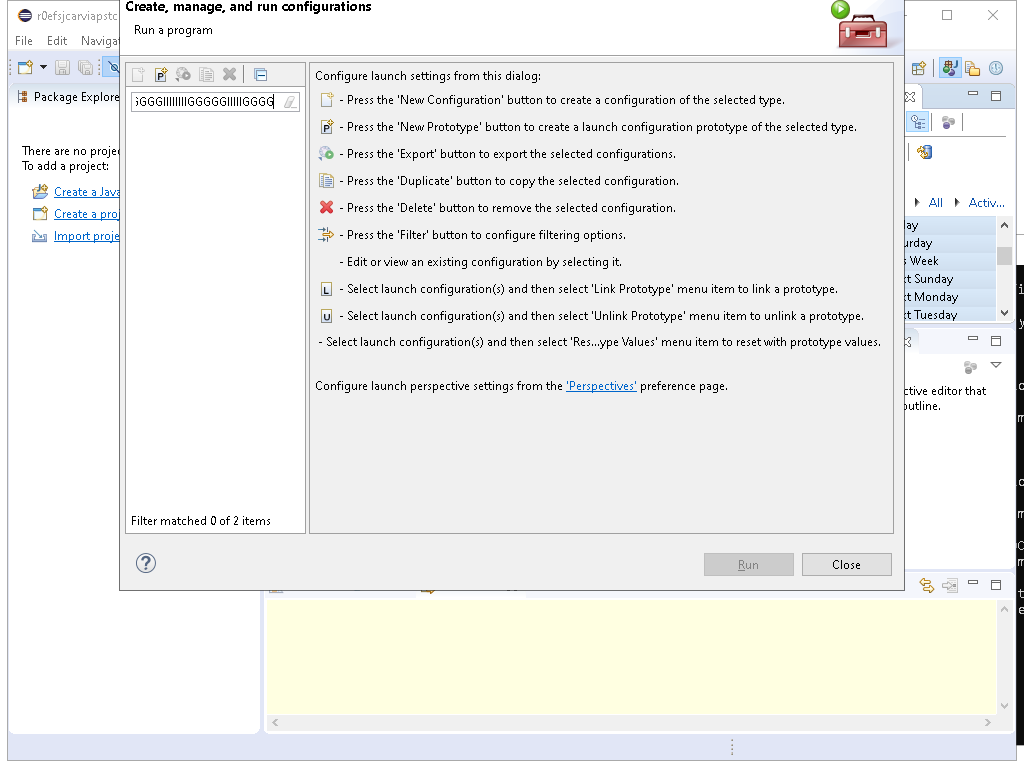 Create, manage, and run configurations
Run a program
r0efsjcarviapstc
File Edit Naviga
Package Explore
There are no proje
To add a project:
Create a Java
Create a proj
Import proje
Filter matched 0 of 2 items
Configure launch settings from this dialog:
- Press the 'New Configuration' button to create a configuration of the selected type.
- Press the 'New Prototype' button to create a launch configuration prototype of the selected type.
- Press the 'Export' button to export the selected configurations.
- Press the 'Duplicate' button to copy the selected configuration.
- Press the 'Delete' button to remove the selected configuration.
- Press the 'Filter' button to configure filtering options.
- Edit or view an existing configuration by selecting it.
- Select launch configuration(s) and then select 'Link Prototype' menu item to link a prototype.
- Select launch configuration(s) and then select 'Unlink Prototype' menu item to unlink a prototype.
- Select launch configuration(s) and then select 'Res...ype Values' menu item to reset with prototype values.
Configure launch perspective settings from the 'Perspectives' preference page.
Run
Close
All
Activ...
ay
urday
s Week
xt Sunday
xt Monday
xt Tuesday
ctive editor that
outline.